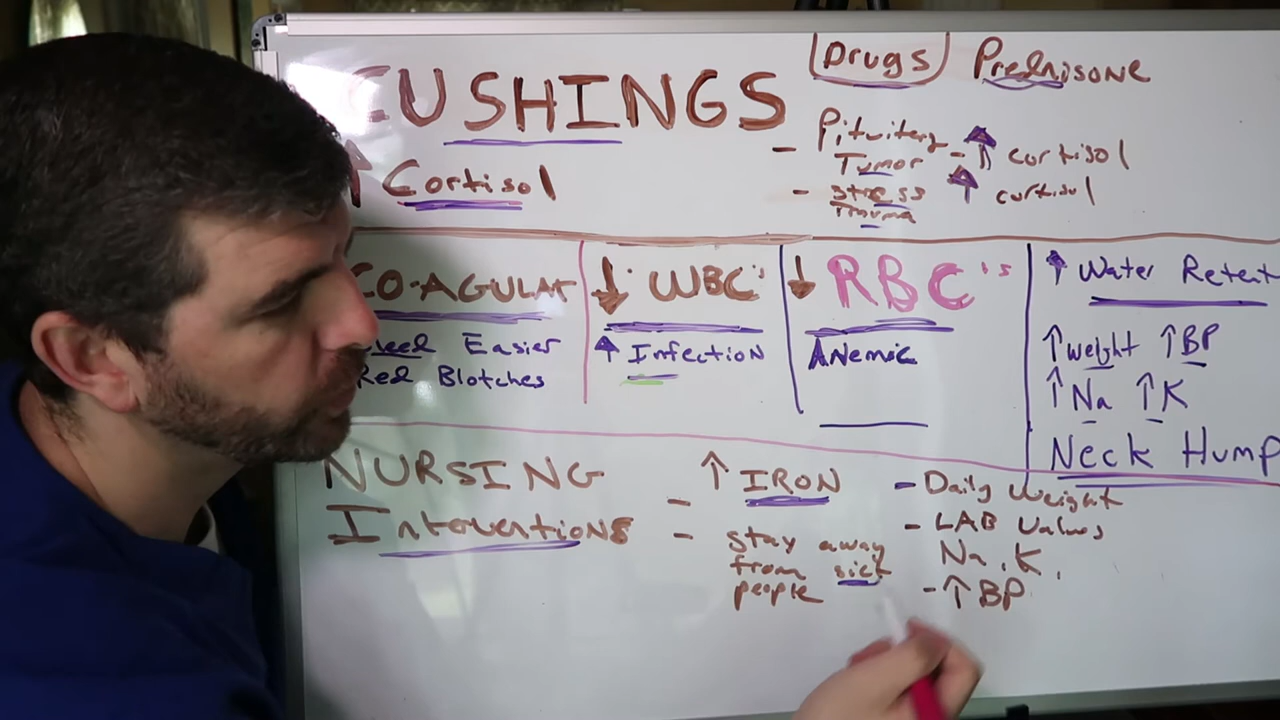 CUSHINGS
↑ Cortisol
Drugs Prednisone
- Pituitery
Tumor - ↑ cortisol
- stress ↑ cortisol
Trauma
CO-AGULAT
Bleed Easier
Red Blotches
↓ WBC's
↑ Infection
↓ RBC's
Anemic
↑ Water Retent
↑ weight ↑ BP
↑ Na ↑ K
Neck Hump
NURSING
Interventions
- ↑ IRON
- stay away
from sick
people
- Daily Weight
- LAB Values
Na, K,
- ↑ BP